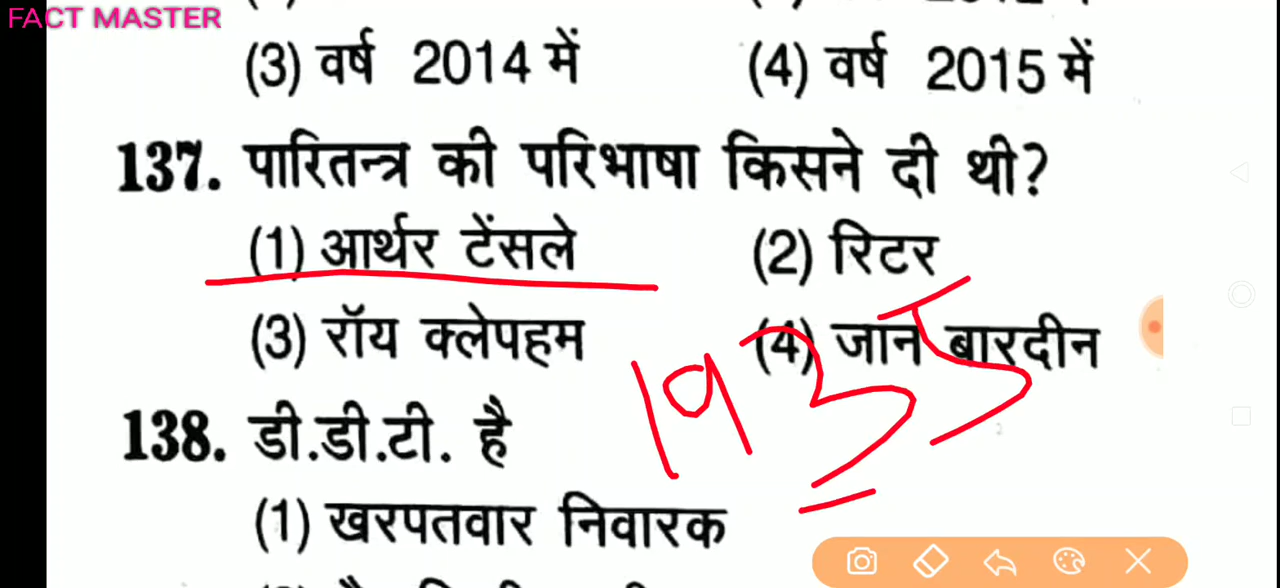 FACT MASTER
(3) वर्ष 2014 में (4) वर्ष 2015 में
137. पारितन्त्र की परिभाषा किसने दी थी?
(1) आर्थर टेंसले (2) रिटर
(3) रॉय क्लेपहम (4) जान बारदीन
1935
138. डी.डी.टी. है
(1) खरपतवार निवारक